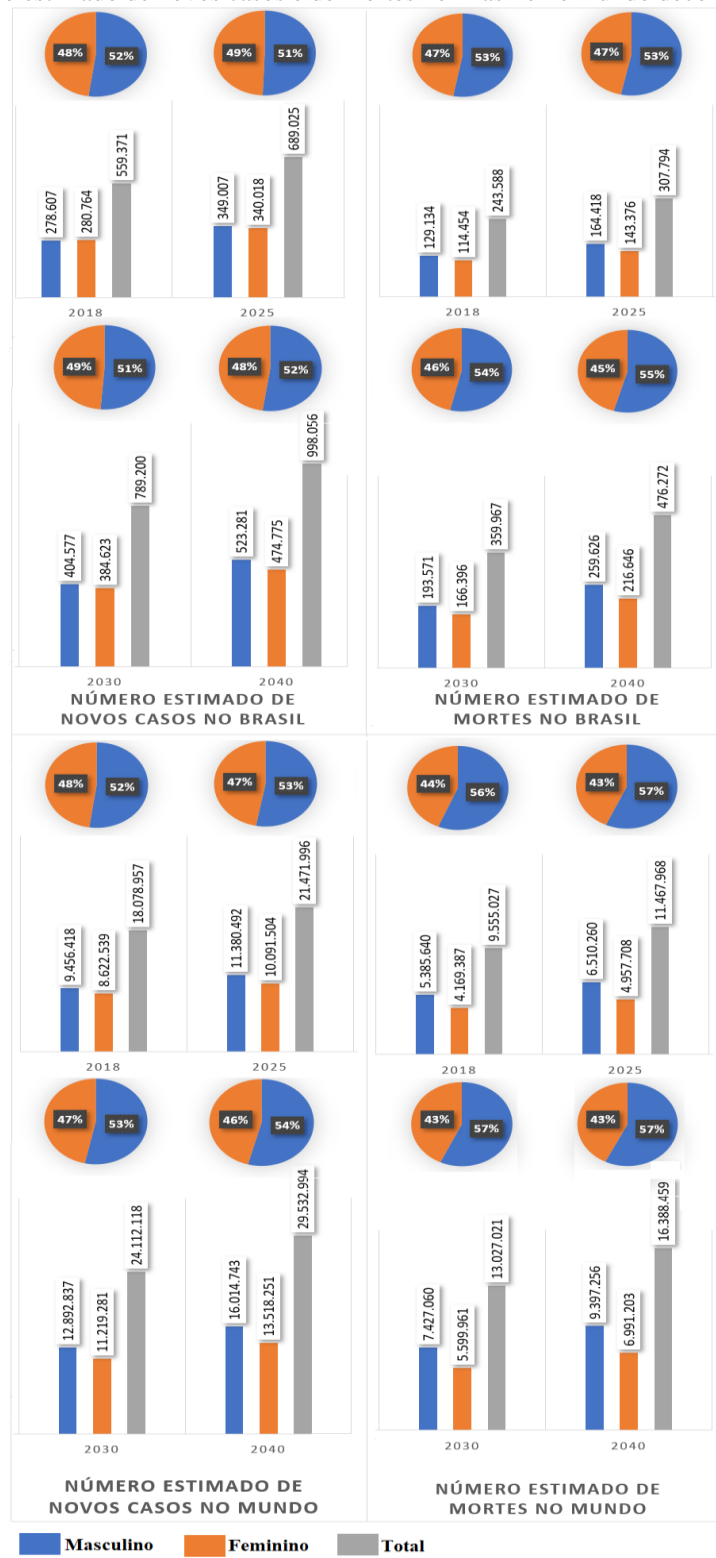 48% 52% 49% 51%
278.607 280.764 559.371 349.007 340.018 689.025
2018 2025
47% 53% 47% 53%
129.134 114.454 243.588 164.418 143.376 307.794
2018 2025
49% 51% 48% 52%
404.577 384.623 789.200 523.281 474.775 998.056
2030 2040
NÚMERO ESTIMADO DE
NOVOS CASOS NO BRASIL
46% 54% 45% 55%
193.571 166.396 359.967 259.626 216.646 476.272
2030 2040
NÚMERO ESTIMADO DE
MORTES NO BRASIL
48% 52% 47% 53%
9.456.418 8.622.539 18.078.957 11.380.492 10.091.504 21.471.996
2018 2025
44% 56% 43% 57%
5.385.640 4.169.387 9.555.027 6.510.260 4.957.708 11.467.968
2018 2025
47% 53% 46% 54%
12.892.837 11.219.281 24.112.118 16.014.743 13.518.251 29.532.994
2030 2040
NÚMERO ESTIMADO DE
NOVOS CASOS NO MUNDO
43% 57% 43% 57%
7.427.060 5.599.961 13.027.021 9.397.256 6.991.203 16.388.459
2030 2040
NÚMERO ESTIMADO DE
MORTES NO MUNDO
Masculino Feminino Total